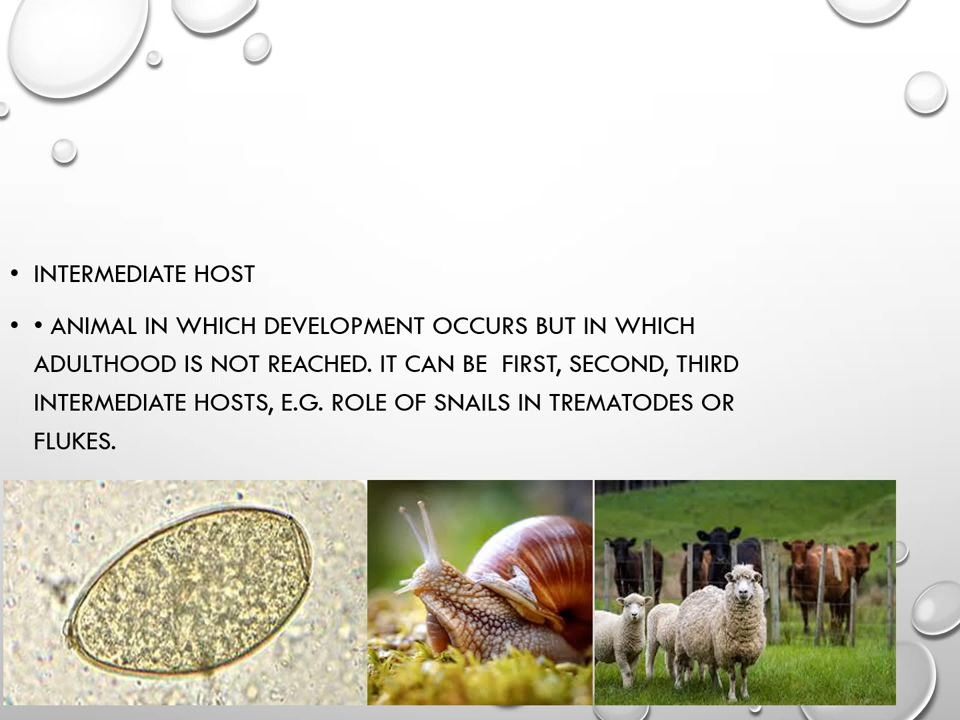 • INTERMEDIATE HOST
• • ANIMAL IN WHICH DEVELOPMENT OCCURS BUT IN WHICH
ADULTHOOD IS NOT REACHED. IT CAN BE  FIRST, SECOND, THIRD
INTERMEDIATE HOSTS, E.G. ROLE OF SNAILS IN TREMATODES OR
FLUKES.